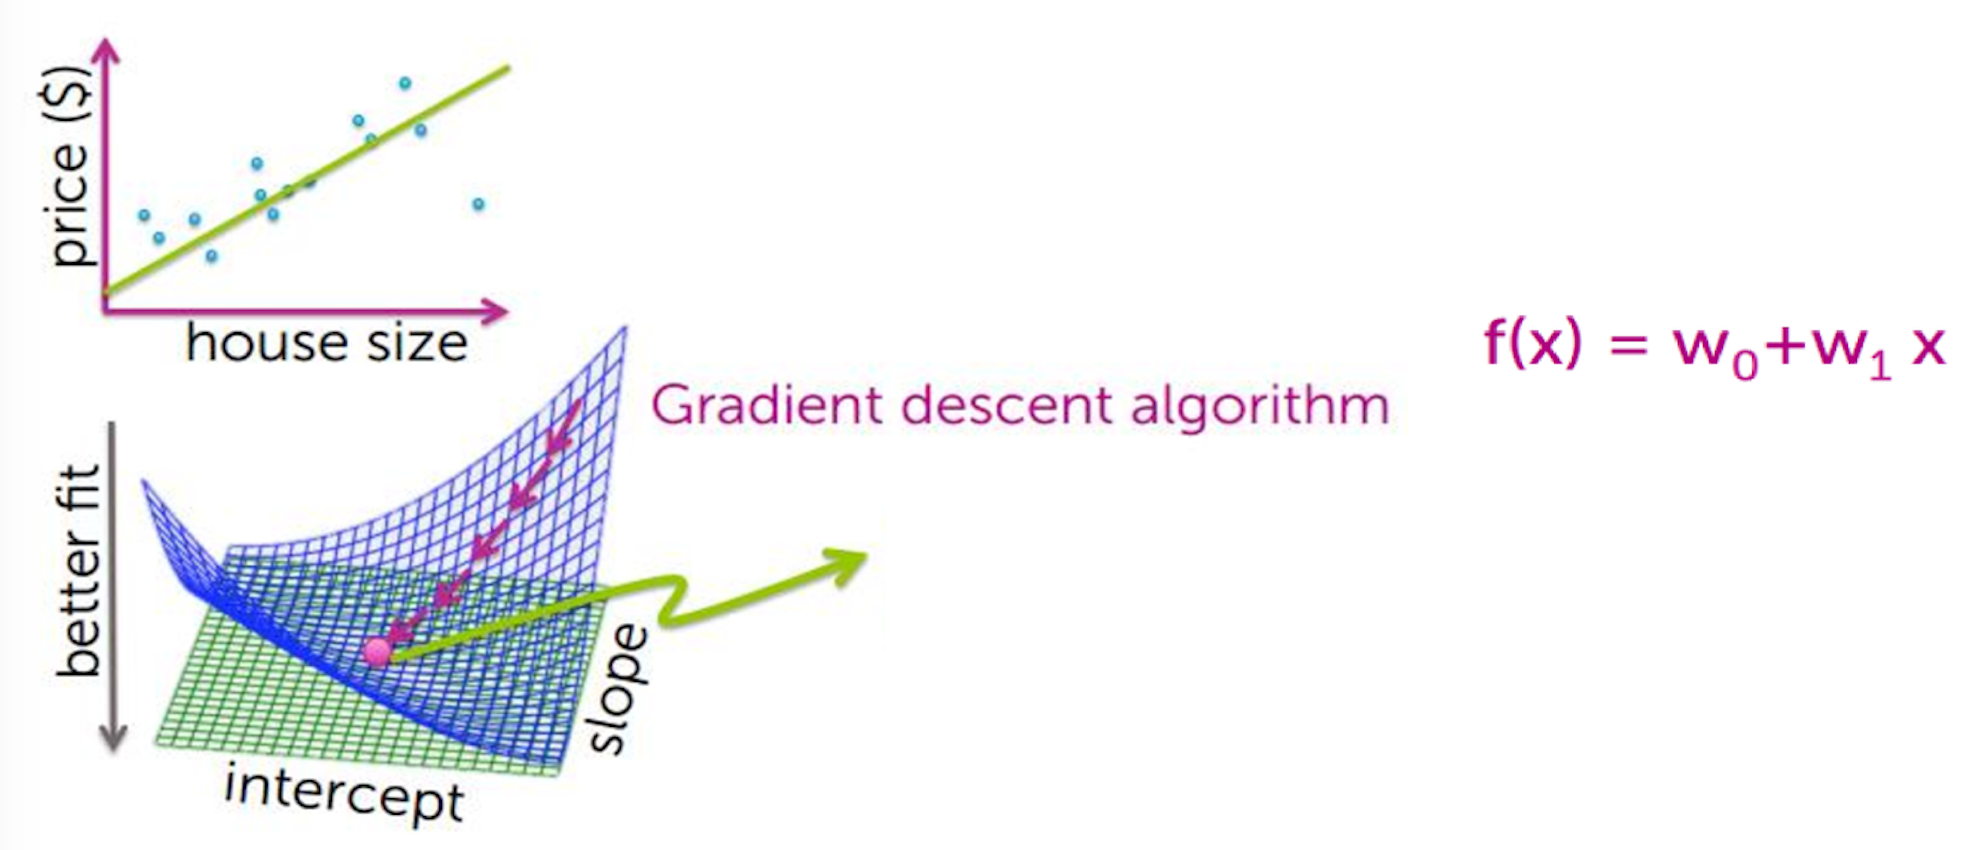 price ($)
house size
Gradient descent algorithm
f(x) = w₀+w₁ x
better fit
slope
intercept